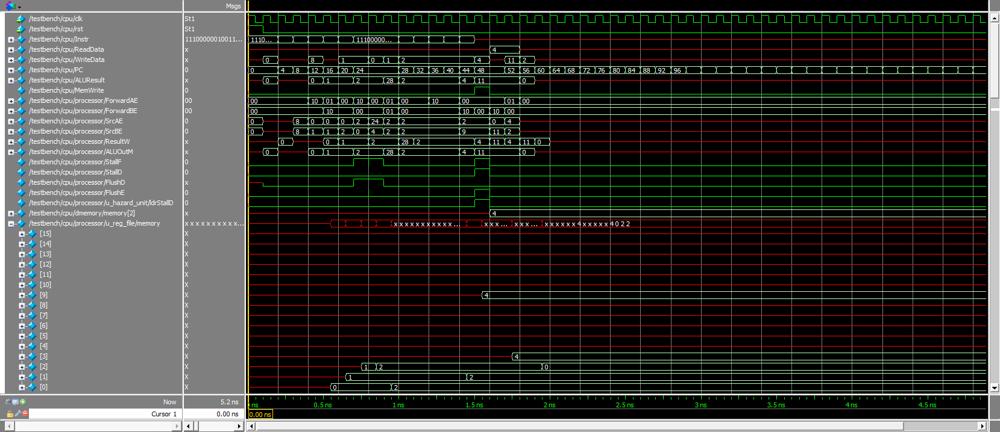 Msgs
/testbench/cpu/clk St1
/testbench/cpu/rst St1
/testbench/cpu/Instr 11100000010011... 1110... 11100000...
/testbench/cpu/ReadData x 4
/testbench/cpu/WriteData x 0 8 1 0 1 2 4 11 2
/testbench/cpu/PC 0 0 4 8 12 16 20 24 28 32 36 40 44 48 52 56 60 64 68 72 76 80 84 88 92 96
/testbench/cpu/ALUResult x 0 0 1 2 28 2 4 11 0
/testbench/cpu/MemWrite 0
/testbench/cpu/processor/ForwardAE 00 00 10 01 00 10 00 01 00 10 00 01 00
/testbench/cpu/processor/ForwardBE 00 00 10 00 01 00 10 00 10 00
/testbench/cpu/processor/SrcAE 0 0 8 0 0 0 2 24 2 2 2 0 4
/testbench/cpu/processor/SrcBE 0 0 8 1 1 2 0 4 2 2 9 11 2
/testbench/cpu/processor/ResultW x 0 0 1 2 28 2 4 11 4 11 0
/testbench/cpu/processor/ALUOutM x 0 0 1 2 28 2 4 11 0
/testbench/cpu/processor/StallF 0
/testbench/cpu/processor/StallD 0
/testbench/cpu/processor/FlushD x
/testbench/cpu/processor/FlushE 0
/testbench/cpu/processor/u_hazard_unit/ldrStallD 0
/testbench/cpu/dmemory/memory[2] x 4
/testbench/cpu/processor/u_reg_file/memory x x x x x x x x x x... x x x x x x x x x x x ... x x x ... x x x ... x x x x x x 4 x x x x x 4 0 2 2
[15] X
[14] X
[13] X
[12] X
[11] X
[10] X
[9] X 4
[8] X
[7] X
[6] X
[5] X
[4] X
[3] X 4
[2] X 1 2 0
[1] X 1 2
[0] X 0 2
Now 5.2 ns ns 0.5 ns 1 ns 1.5 ns 2 ns 2.5 ns 3 ns 3.5 ns 4 ns 4.5 ns
Cursor 1 0.00 ns 0.00 ns